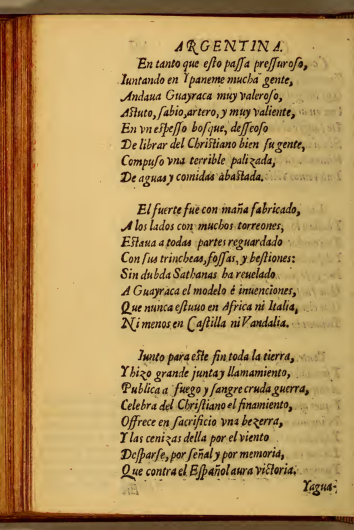 ARGENTINA.
En tanto que eſto paſſa preſſuroſo,
Iuntando en Ypaneme mucha gente,
Andaua Guayraca muy valeroſo,
Aſtuto, ſabio, artero, y muy valiente,
En vn eſpeſſo boſque, deſſeoſo
De librar del Chriſtiano bien ſu gente,
Compuſo vna terrible palizada,
De aguas y comidas abaſtada.
El fuerte fue con maña fabricado,
A los lados con muchos torreones,
Eſtaua a todas partes reguardado
Con ſus trincheas, foſſas, y beſtiones:
Sin dubda Sathanas ha reuelado
A Guayraca el modelo è inuenciones,
Que nunca eſtuuo en Africa ni Italia,
Ni menos en Caſtilla ni Vandalia.
Iunto para eſte fin toda la tierra,
Y hizo grande junta y llamamiento,
Publica a fuego y ſangre cruda guerra,
Celebra del Chriſtiano el finamiento,
Offrece en ſacrificio vna bezerra,
Y las cenizas della por el viento
Deſparſe, por ſeñal y por memoria,
Que contra el Eſpañol aura victoria.
Yagua-